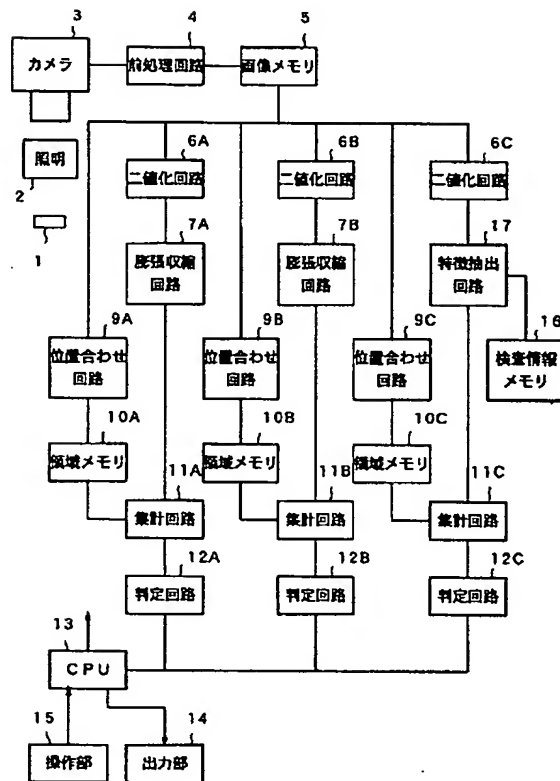 3
4
5
カメラ
前処理回路
画像メモリ
照明
2
1
6A
6B
6C
二値化回路
二値化回路
二値化回路
7A
7B
17
膨張収縮
回路
膨張収縮
回路
特徴抽出
回路
9A
9B
9C
16
位置合わせ
回路
位置合わせ
回路
位置合わせ
回路
検査情報
メモリ
10A
10B
10C
領域メモリ
領域メモリ
領域メモリ
11A
11B
11C
集計回路
集計回路
集計回路
12A
12B
12C
判定回路
判定回路
判定回路
13
CPU
15
14
操作部
出力部